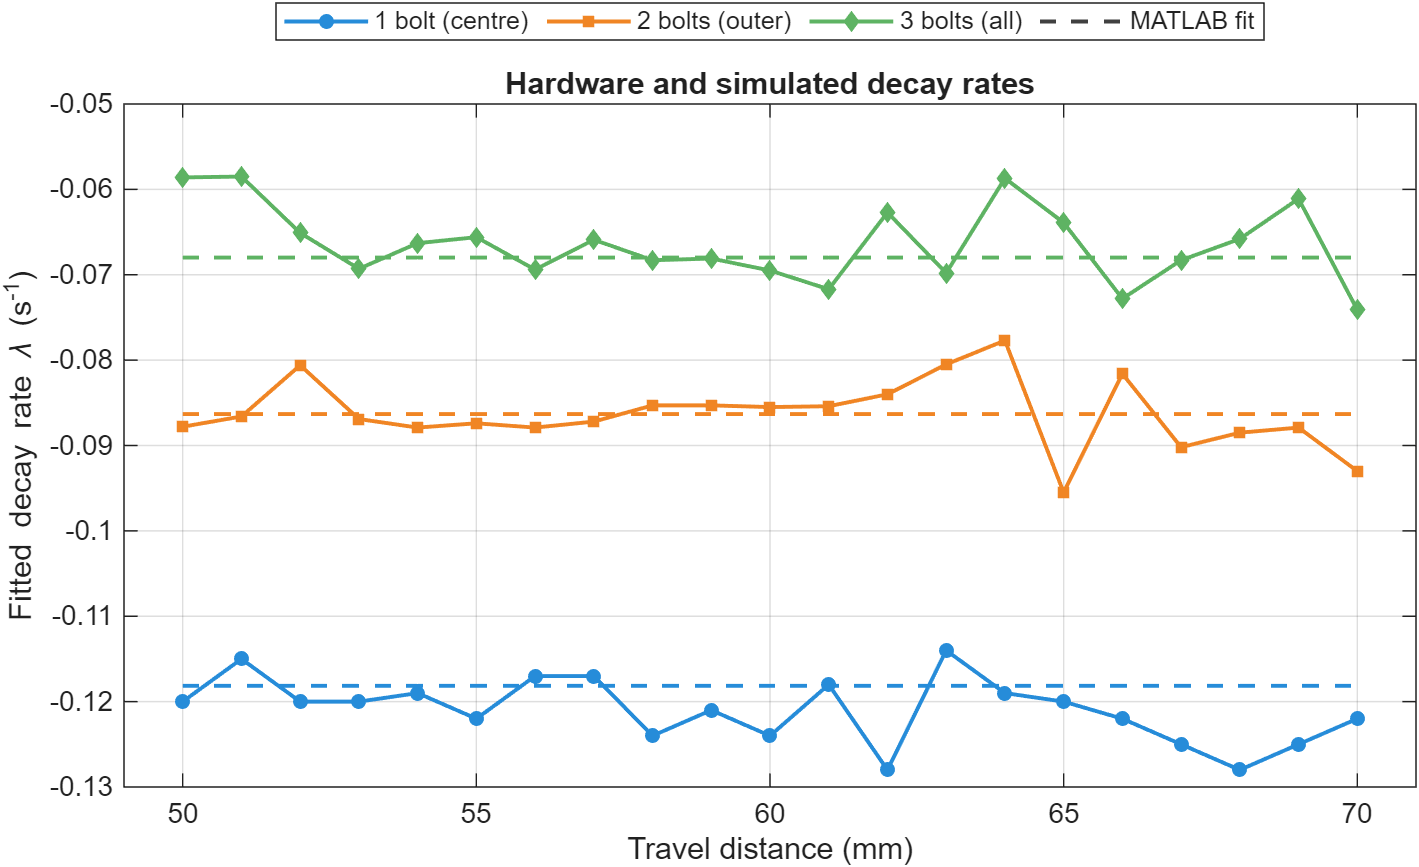 1 bolt (centre) 2 bolts (outer) 3 bolts (all) MATLAB fit
Hardware and simulated decay rates
-0.05
-0.06
-0.07
-0.08
-0.09
-0.1
-0.11
-0.12
-0.13
Fitted decay rate λ (s⁻¹)
50 55 60 65 70
Travel distance (mm)